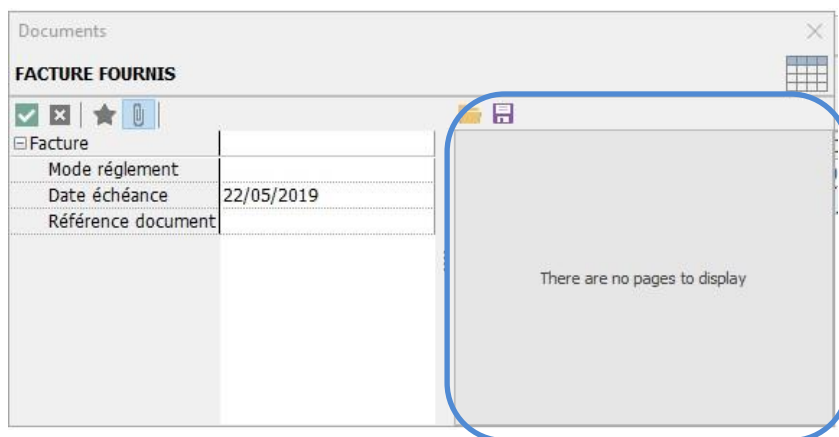 Documents
FACTURE FOURNIS
Facture
Mode réglement
Date échéance 22/05/2019
Référence document
There are no pages to display